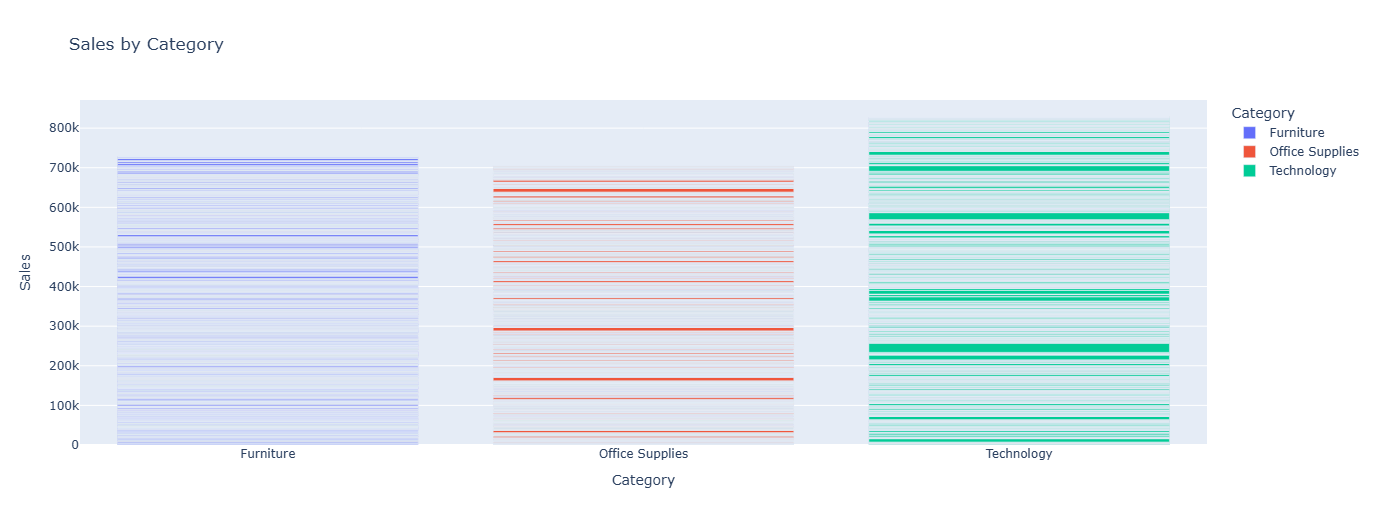 Sales by Category
Category
Furniture
Office Supplies
Technology
800k
700k
600k
500k
400k
300k
200k
100k
0
Sales
Furniture
Office Supplies
Technology
Category